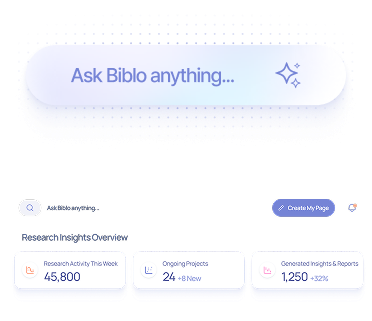 Ask Biblo anything...
Ask Biblo anything...
Create My Page
Research Insights Overview
Research Activity This Week
45,800
Ongoing Projects
24 +8 New
Generated Insights & Reports
1,250 +32%